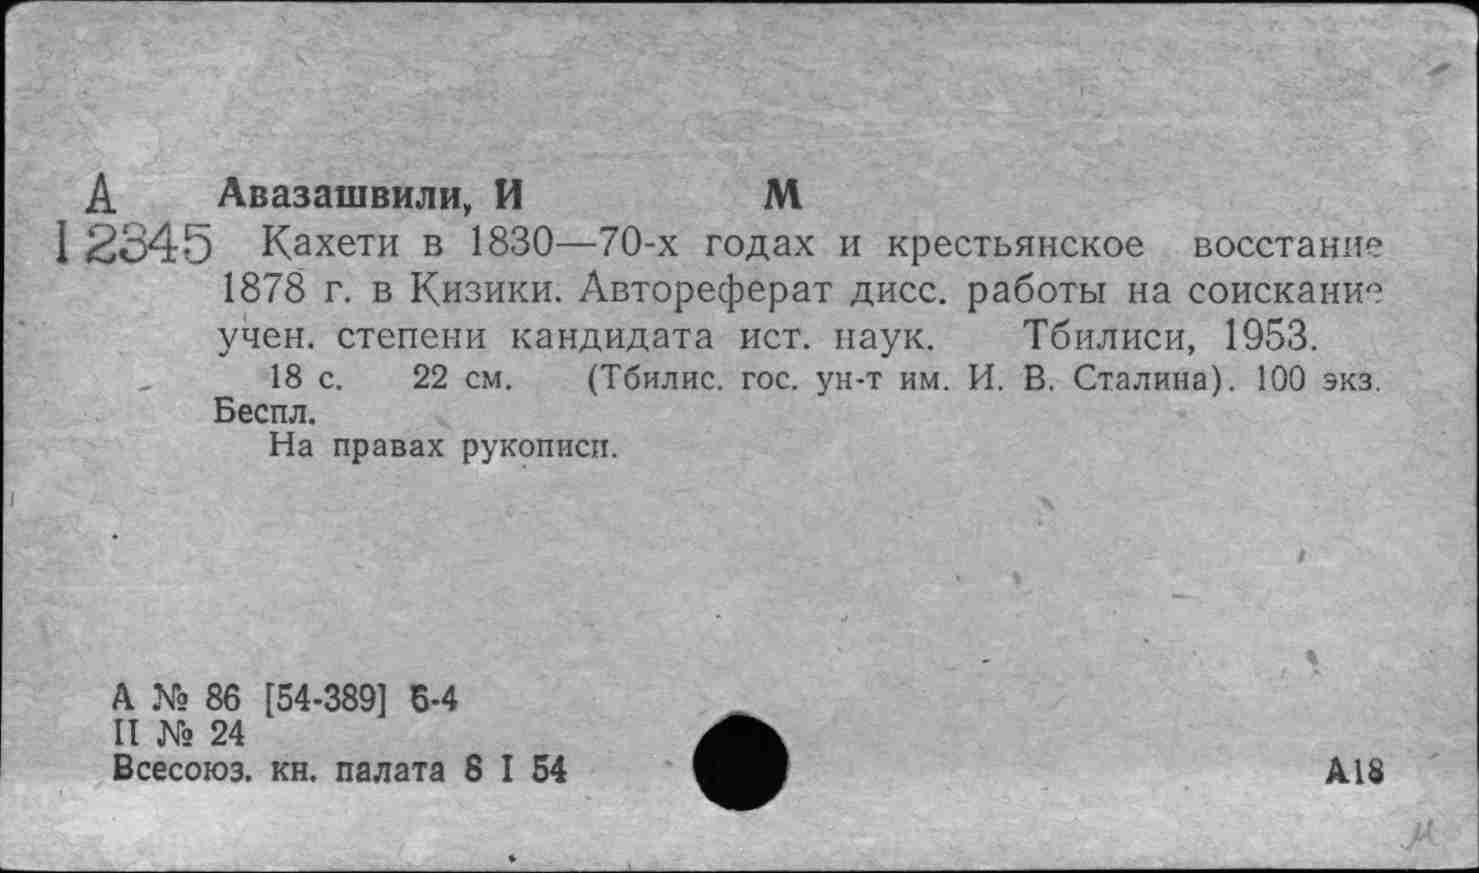 А Авазашвили, И М
12345 Кахети в 1830—70-х годах и крестьянское восстание
1878 г. в Кизики. Автореферат дисс. работы на соискание
учен. степени кандидата ист. наук. Тбилиси, 1953.
18 с. 22 см. (Тбилис. гос. ун-т им. И. В. Сталина). 100 экз.
Беспл.
На правах рукописи.
А № 86 [54-389] Б-4
II № 24
Всесоюз. кн. палата 8 I 54
А18